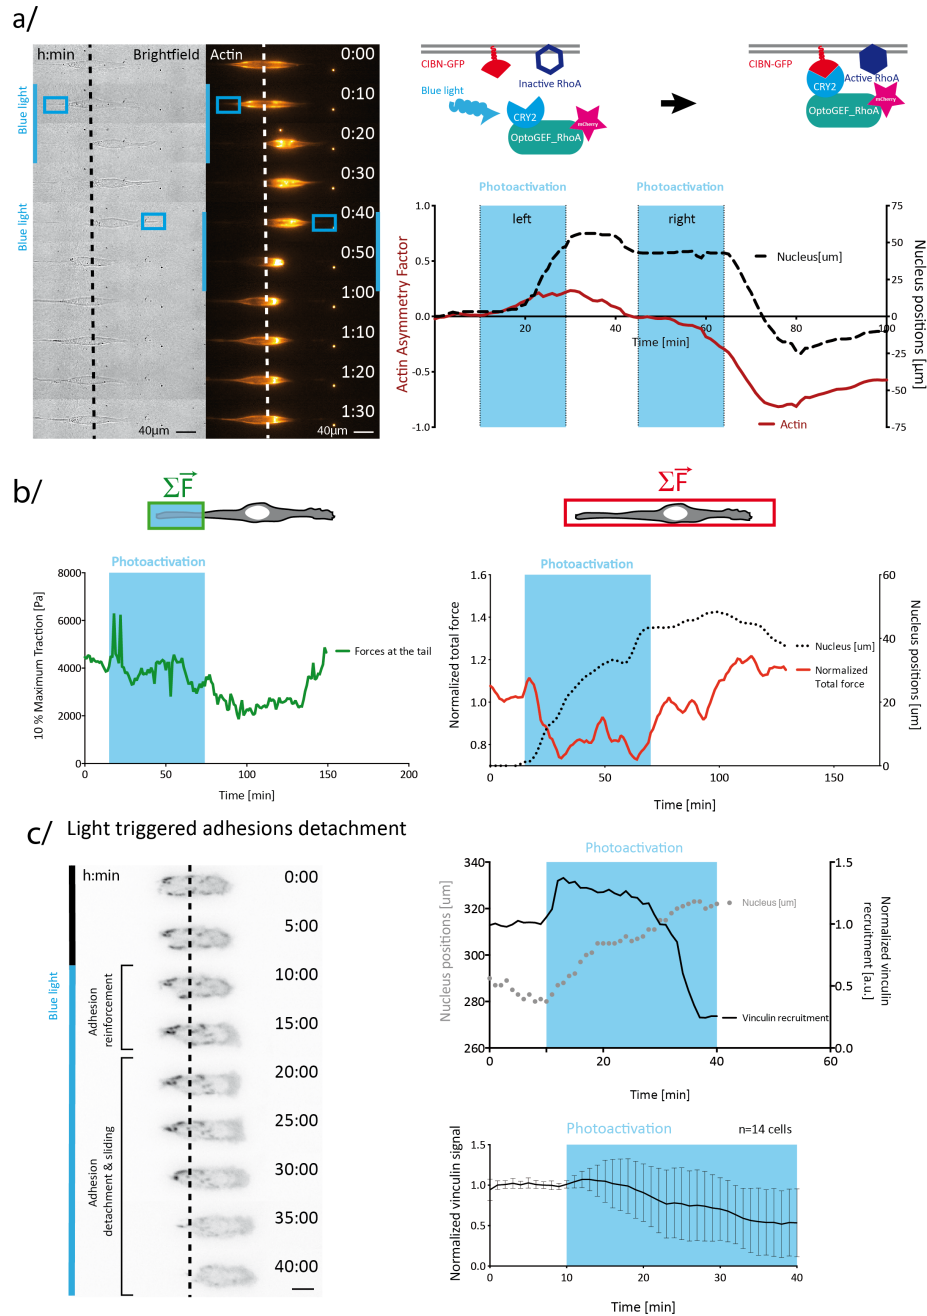 a/
h:min
Brightfield
Actin
0:00
0:10
0:20
0:30
0:40
0:50
1:00
1:10
1:20
1:30
Blue light
Blue light
40µm
40µm
CIBN-GFP
Inactive RhoA
Blue light
CRY2
mCherry
OptoGEF_RhoA
CIBN-GFP
Active RhoA
CRY2
mCherry
OptoGEF_RhoA
Photoactivation
Photoactivation
left
right
1.0
0.5
0.0
-0.5
-1.0
Actin Asymmetry Factor
20
40
60
80
100
Time [min]
75
50
25
0
-25
-50
-75
Nucleus positions [µm]
Nucleus[um]
Actin
b/
ΣF
ΣF
Photoactivation
8000
6000
4000
2000
0
10 % Maximum Traction [Pa]
0
50
100
150
200
Time [min]
Forces at the tail
Photoactivation
1.6
1.4
1.2
1.0
0.8
Normalized total force
0
50
100
150
Time [min]
60
40
20
0
Nucleus positions [um]
Nucleus [um]
Normalized
Total force
c/ Light triggered adhesions detachment
h:min
0:00
5:00
10:00
15:00
20:00
25:00
30:00
35:00
40:00
Blue light
Adhesion
reinforcement
Adhesion
detachment & sliding
Photoactivation
340
320
300
280
260
Nucleus positions [um]
0
20
40
60
Time [min]
1.5
1.0
0.5
0.0
Normalized vinculin
recruitment [a.u.]
Nucleus [um]
Vinculin recruitment
Photoactivation
n=14 cells
1.5
1.0
0.5
0.0
Normalized vinculin signal
0
10
20
30
40
Time [min]